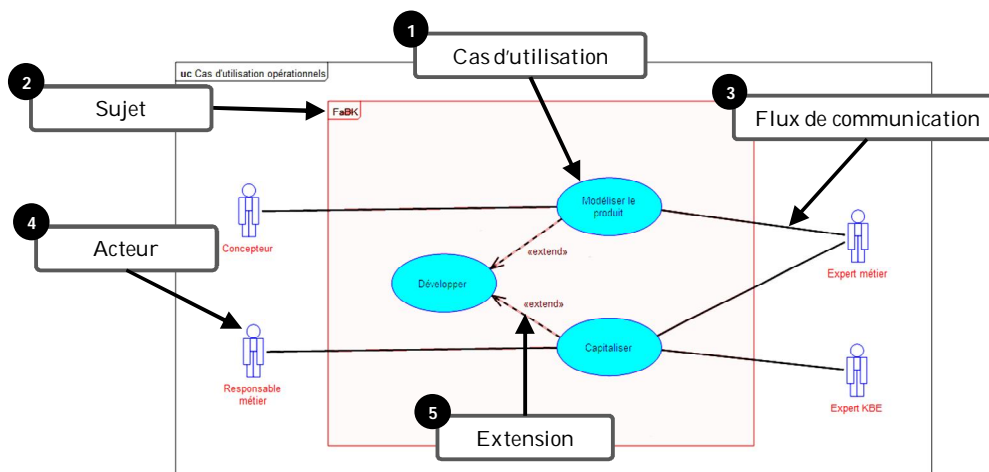 1
Cas d'utilisation
uc Cas d'utilisation opérationnels
2
Sujet
FaBK
3
Flux de communication
Modéliser le
produit
4
Acteur
Concepteur
«extend»
Expert métier
Développer
«extend»
Capitaliser
Responsable
métier
Expert KBE
5
Extension